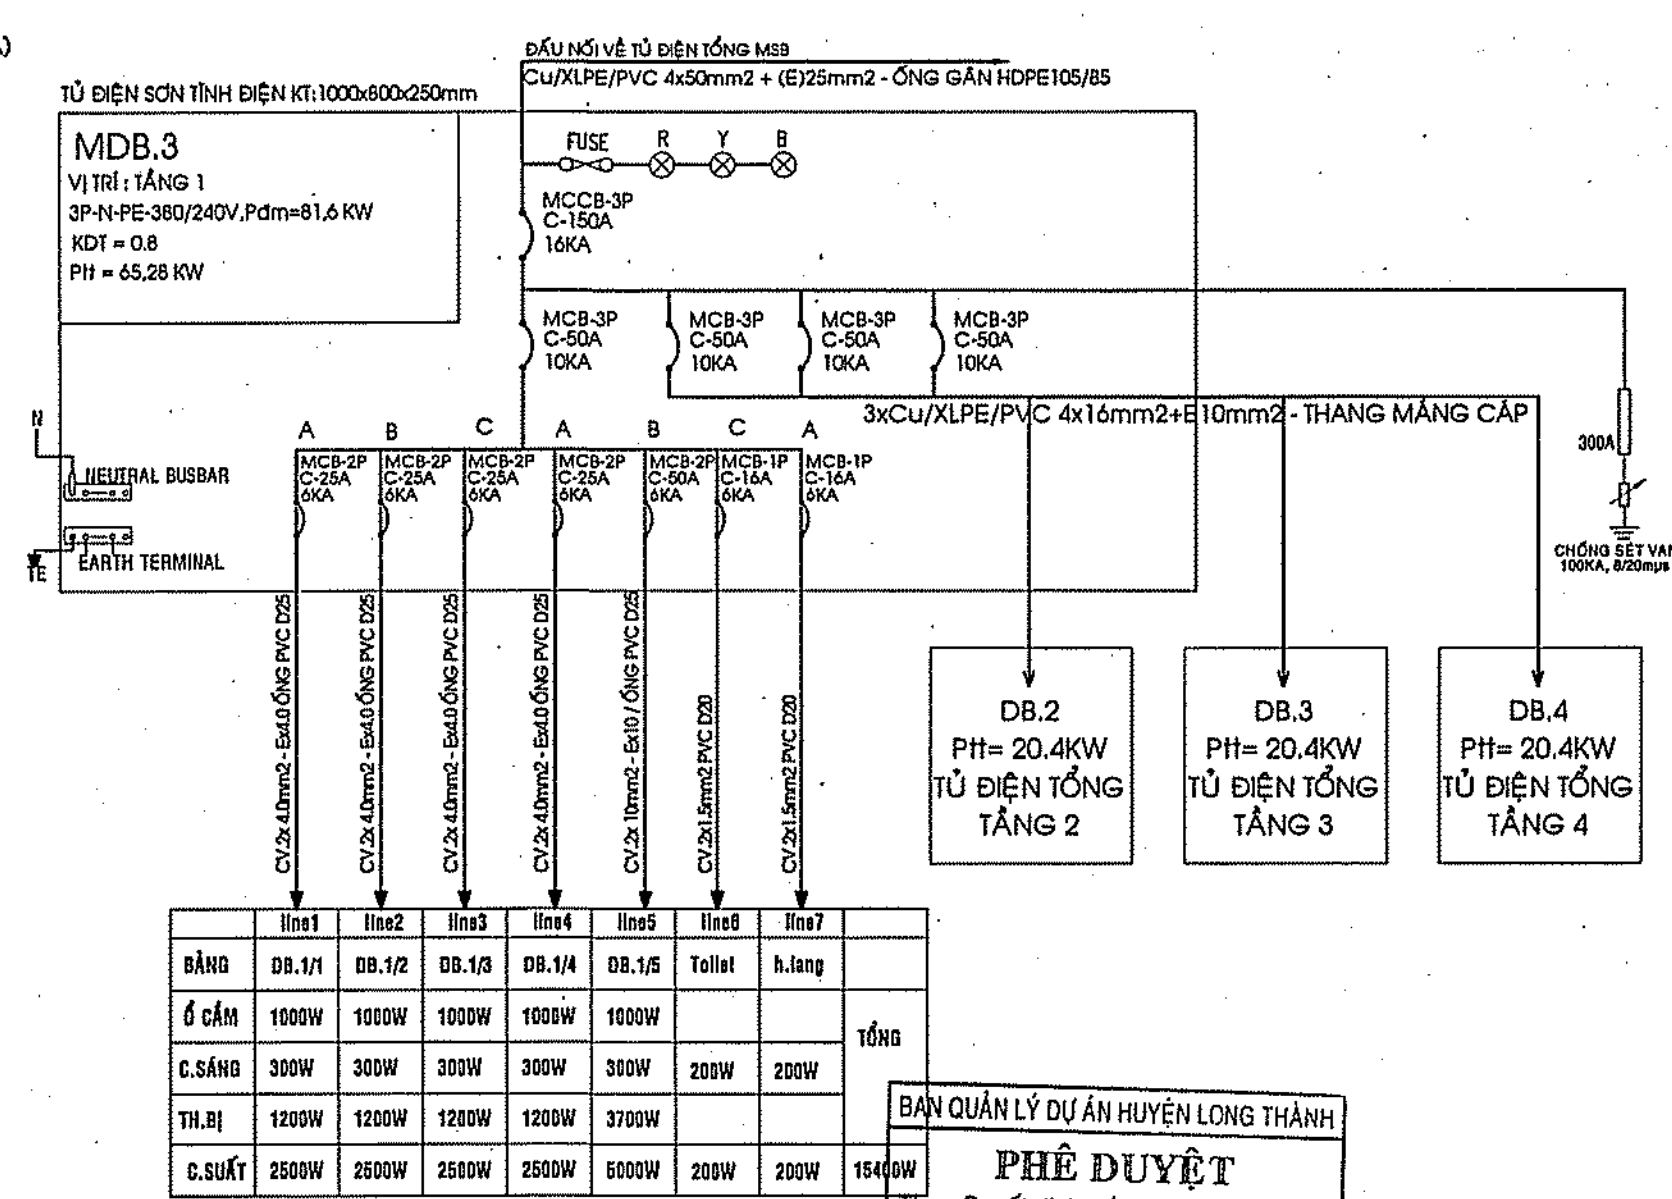 ĐẤU NỐI VỀ TỦ ĐIỆN TỔNG MSB
Cu/XLPE/PVC 4x50mm2 + (E)25mm2 - ỐNG GÂN HDPE105/85
TỦ ĐIỆN SƠN TĨNH ĐIỆN KT:1000x800x250mm
MDB.3
VỊ TRÍ : TẦNG 1
3P-N-PE-380/240V,Pđm=81,6 KW
KDT = 0.8
Ptt = 65,28 KW
FUSE R Y B
MCCB-3P
C-150A
16KA
MCB-3P MCB-3P MCB-3P MCB-3P
C-50A C-50A C-50A C-50A
10KA 10KA 10KA 10KA
3xCu/XLPE/PVC 4x16mm2+E10mm2 - THANG MÁNG CÁP
300A
CHỐNG SÉT VAN
100KA, 8/20mμs
N
NEUTRAL BUSBAR
EARTH TERMINAL
TE
A B C A B C A
MCB-2P MCB-2P MCB-2P MCB-2P MCB-2P MCB-1P MCB-1P
C-25A C-25A C-25A C-25A C-50A C-16A C-16A
6KA 6KA 6KA 6KA 6KA 6KA 6KA
CV.2x 4.0mm2 - Ex4.0 ỐNG PVC D25
CV.2x 4.0mm2 - Ex4.0 ỐNG PVC D25
CV.2x 4.0mm2 - Ex4.0 ỐNG PVC D25
CV.2x 4.0mm2 - Ex4.0 ỐNG PVC D25
CV.2x 10mm2 - Ex10 / ỐNG PVC D25
CV.2x1.5mm2 PVC D20
CV.2x1.5mm2 PVC D20
DB.2
Ptt= 20.4KW
TỦ ĐIỆN TỔNG
TẦNG 2
DB.3
Ptt= 20.4KW
TỦ ĐIỆN TỔNG
TẦNG 3
DB.4
Ptt= 20.4KW
TỦ ĐIỆN TỔNG
TẦNG 4
line1 line2 line3 line4 line5 line6 line7
BẢNG DB.1/1 DB.1/2 DB.1/3 DB.1/4 DB.1/5 Toilet h.lang
Ổ CẮM 1000W 1000W 1000W 1000W 1000W
TỔNG
C.SÁNG 300W 300W 300W 300W 300W 200W 200W
TH.BỊ 1200W 1200W 1200W 1200W 3700W
C.SUẤT 2500W 2500W 2500W 2500W 5000W 200W 200W 15400W
BAN QUẢN LÝ DỰ ÁN HUYỆN LONG THÀNH
PHÊ DUYỆT